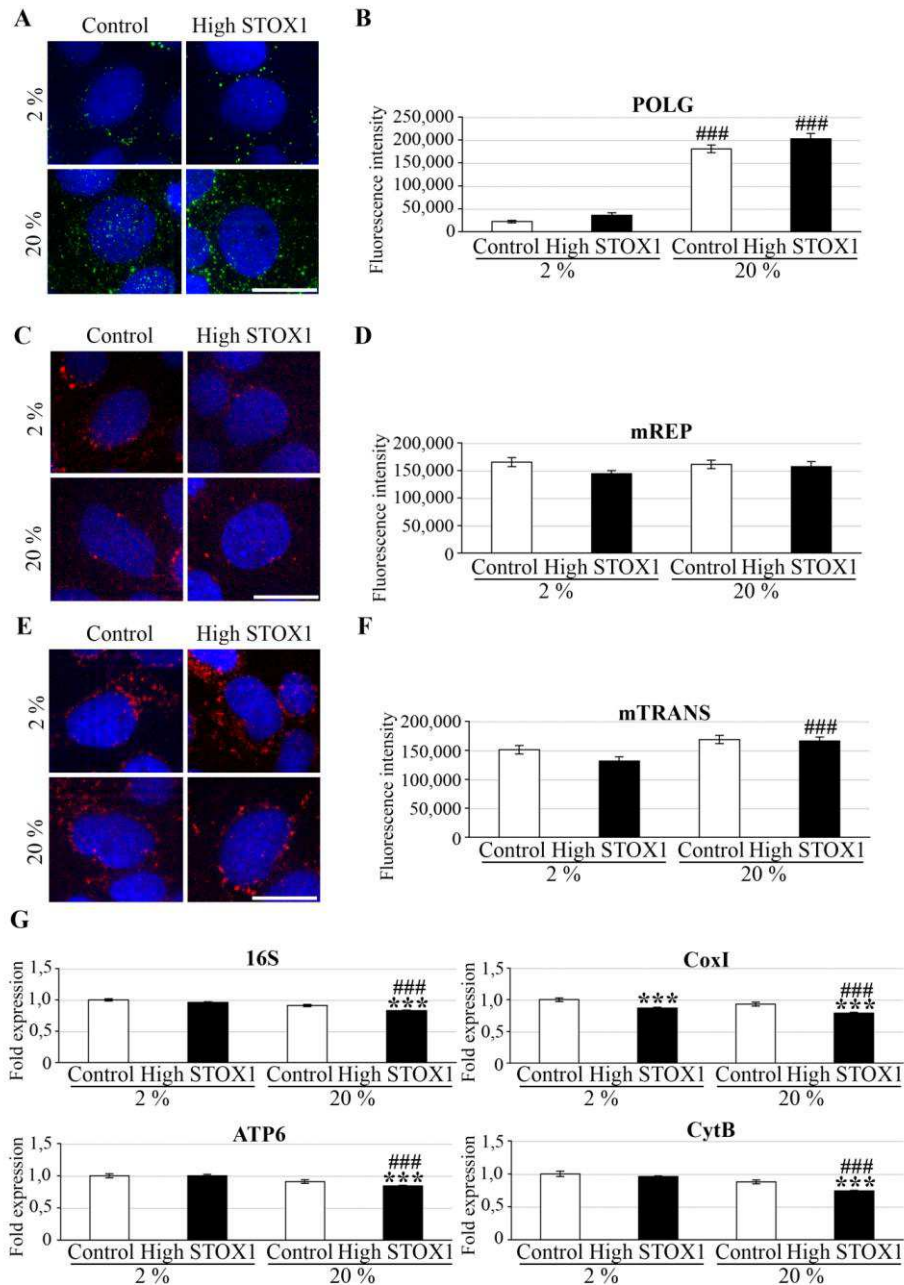 A
Control High STOX1
2 %
20 %
B
POLG
Fluorescence intensity
250,000
200,000
150,000
100,000
50,000
0
### ###
Control High STOX1 Control High STOX1
2 % 20 %
C
Control High STOX1
2 %
20 %
D
mREP
Fluorescence intensity
200,000
150,000
100,000
50,000
0
Control High STOX1 Control High STOX1
2 % 20 %
E
Control High STOX1
2 %
20 %
F
mTRANS
Fluorescence intensity
200,000
150,000
100,000
50,000
0
###
Control High STOX1 Control High STOX1
2 % 20 %
G
16S
Fold expression
1,5
1,0
0,5
0
###
***
Control High STOX1 Control High STOX1
2 % 20 %
CoxI
Fold expression
1,5
1,0
0,5
0
***
###
***
Control High STOX1 Control High STOX1
2 % 20 %
ATP6
Fold expression
1,5
1,0
0,5
0
###
***
Control High STOX1 Control High STOX1
2 % 20 %
CytB
Fold expression
1,5
1,0
0,5
0
###
***
Control High STOX1 Control High STOX1
2 % 20 %